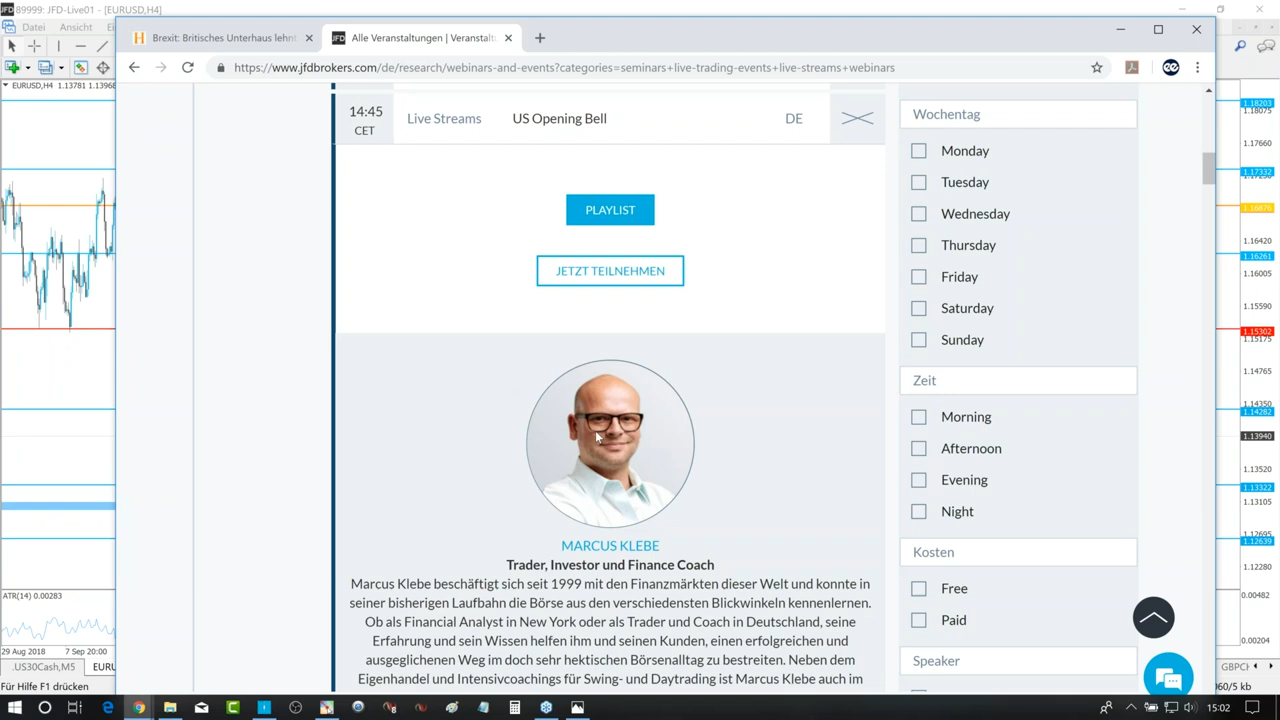 89999: JFD-Live01 - [EURUSD,H4]
Datei Ansicht
Brexit: Britisches Unterhaus lehnt
JFD Alle Veranstaltungen | Veranstalt
https://www.jfdbrokers.com/de/research/webinars-and-events?categories=seminars+live-trading-events+live-streams+webinars
EURUSD,H4 1.13781 1.13968
14:45
CET
Live Streams
US Opening Bell
DE
PLAYLIST
JETZT TEILNEHMEN
MARCUS KLEBE
Trader, Investor und Finance Coach
Marcus Klebe beschäftigt sich seit 1999 mit den Finanzmärkten dieser Welt und konnte in
seiner bisherigen Laufbahn die Börse aus den verschiedensten Blickwinkeln kennenlernen.
Ob als Financial Analyst in New York oder als Trader und Coach in Deutschland, seine
Erfahrung und sein Wissen helfen ihm und seinen Kunden, einen erfolgreichen und
ausgeglichenen Weg im doch sehr hektischen Börsenalltag zu bestreiten. Neben dem
Eigenhandel und Intensivcoachings für Swing- und Daytrading ist Marcus Klebe auch im
Wochentag
Monday
Tuesday
Wednesday
Thursday
Friday
Saturday
Sunday
Zeit
Morning
Afternoon
Evening
Night
Kosten
Free
Paid
Speaker
1.18203
1.18075
1.17660
1.17332
1.16876
1.16420
1.16261
1.16005
1.15590
1.15302
1.15175
1.14765
1.14350
1.14282
1.13940
1.13520
1.13322
1.13105
1.12695
1.12639
1.12280
0.00482
0.00204
ATR(14) 0.00283
29 Aug 2018 7 Sep 20:00
.US30Cash,M5
EURU
GBPCH
Für Hilfe F1 drücken
960/5 kb
15:02